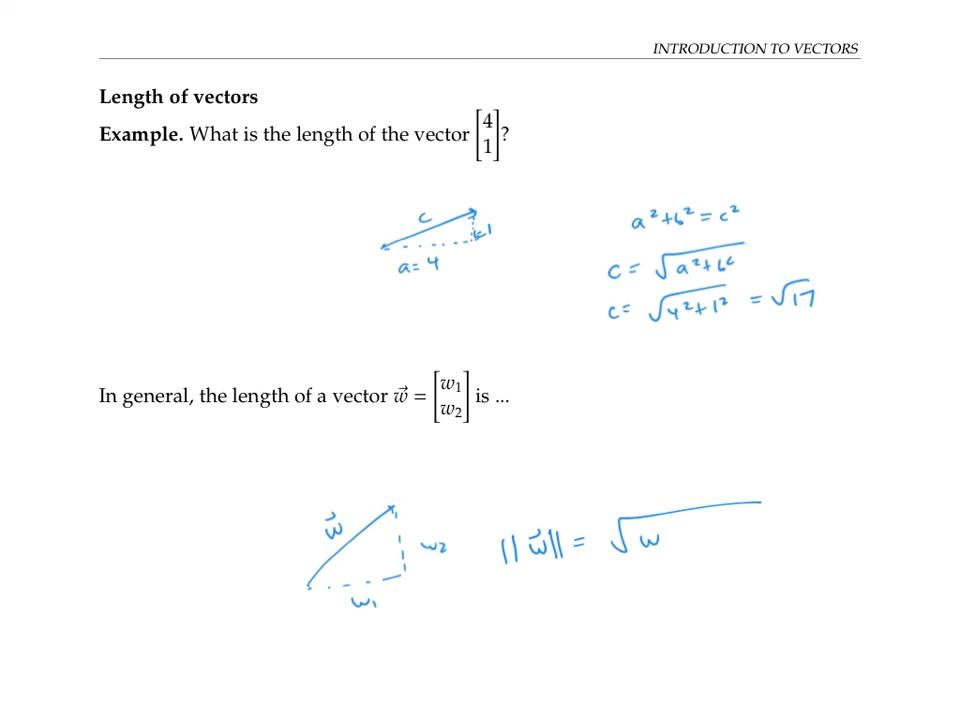 INTRODUCTION TO VECTORS
Length of vectors
Example. What is the length of the vector [4 1]?
c
1
a = 4
a² + b² = c²
c = √a² + b²
c = √4² + 1² = √17
In general, the length of a vector w⃗ = [w₁ w₂] is ...
w⃗
w₂
w₁
||w⃗|| = √w